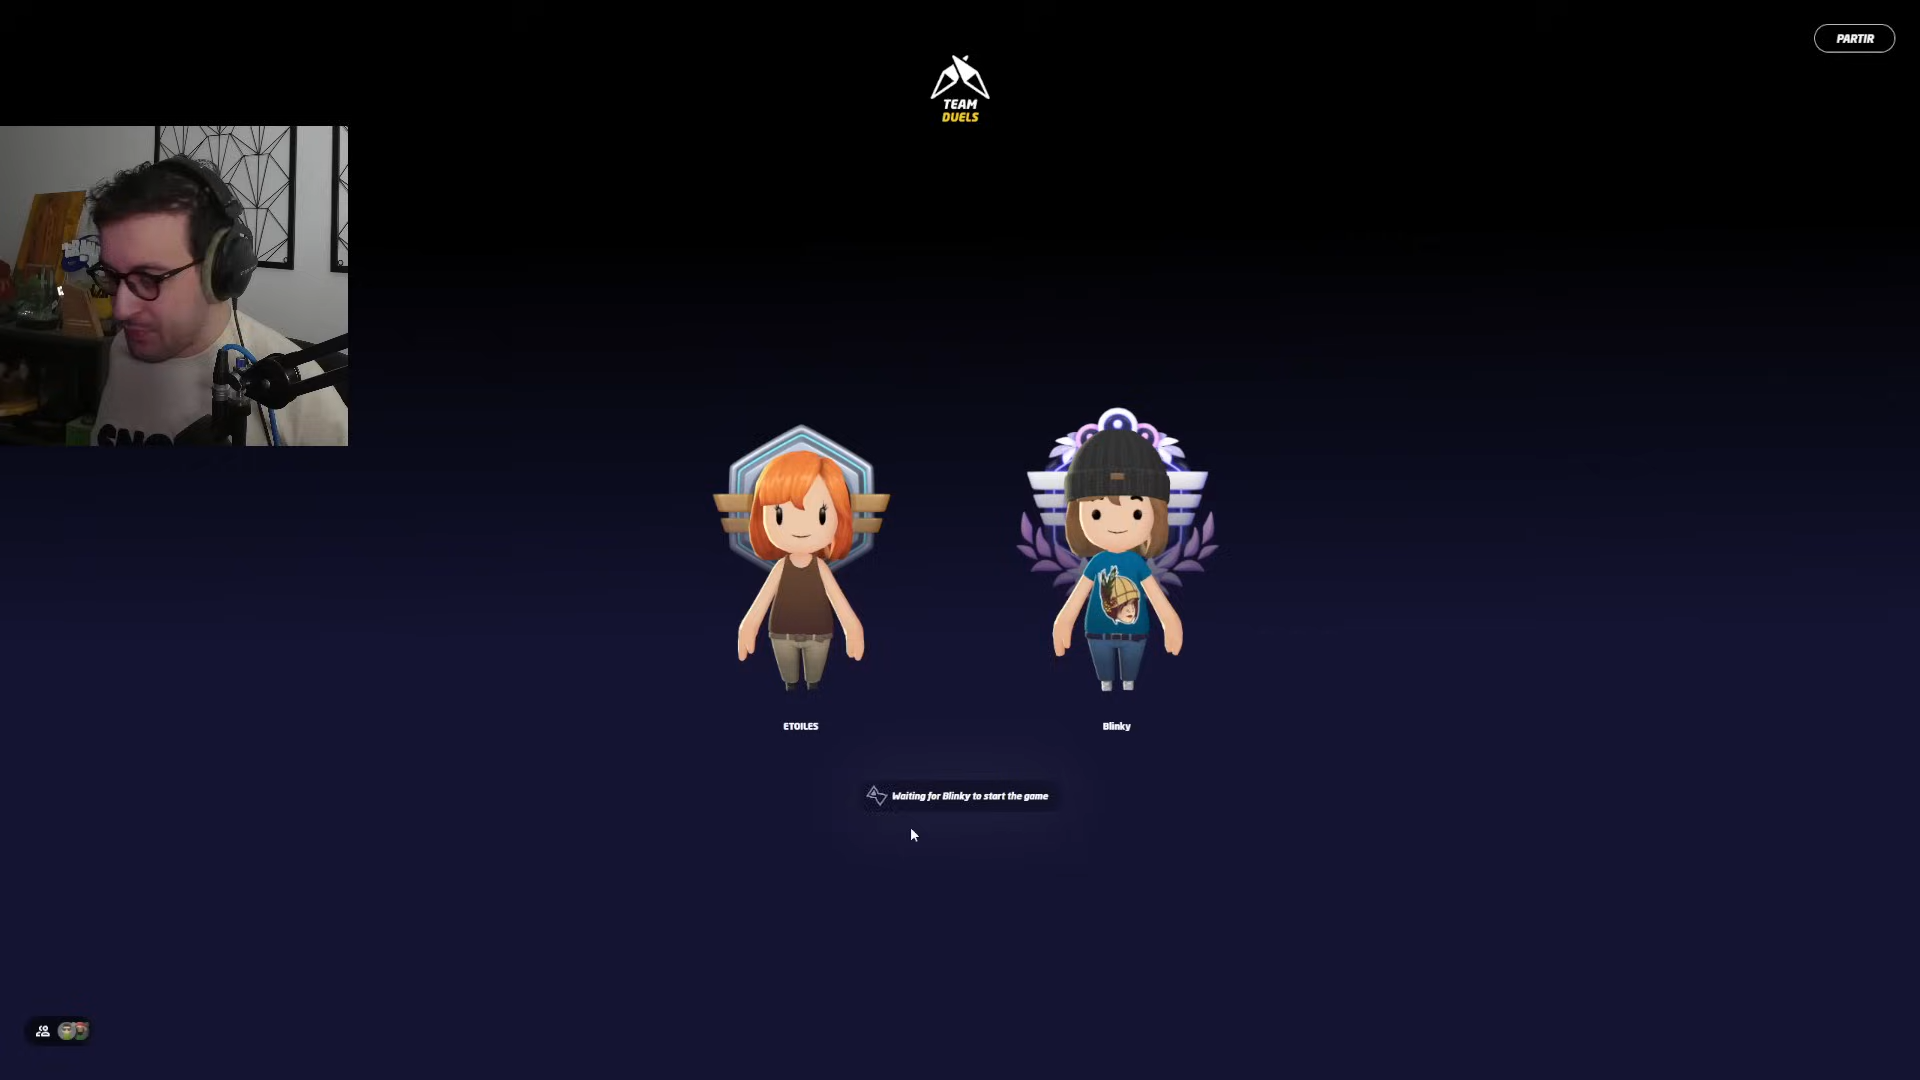 PARTIR
TEAM
DUELS
ETOILES
Blinky
Waiting for Blinky to start the game